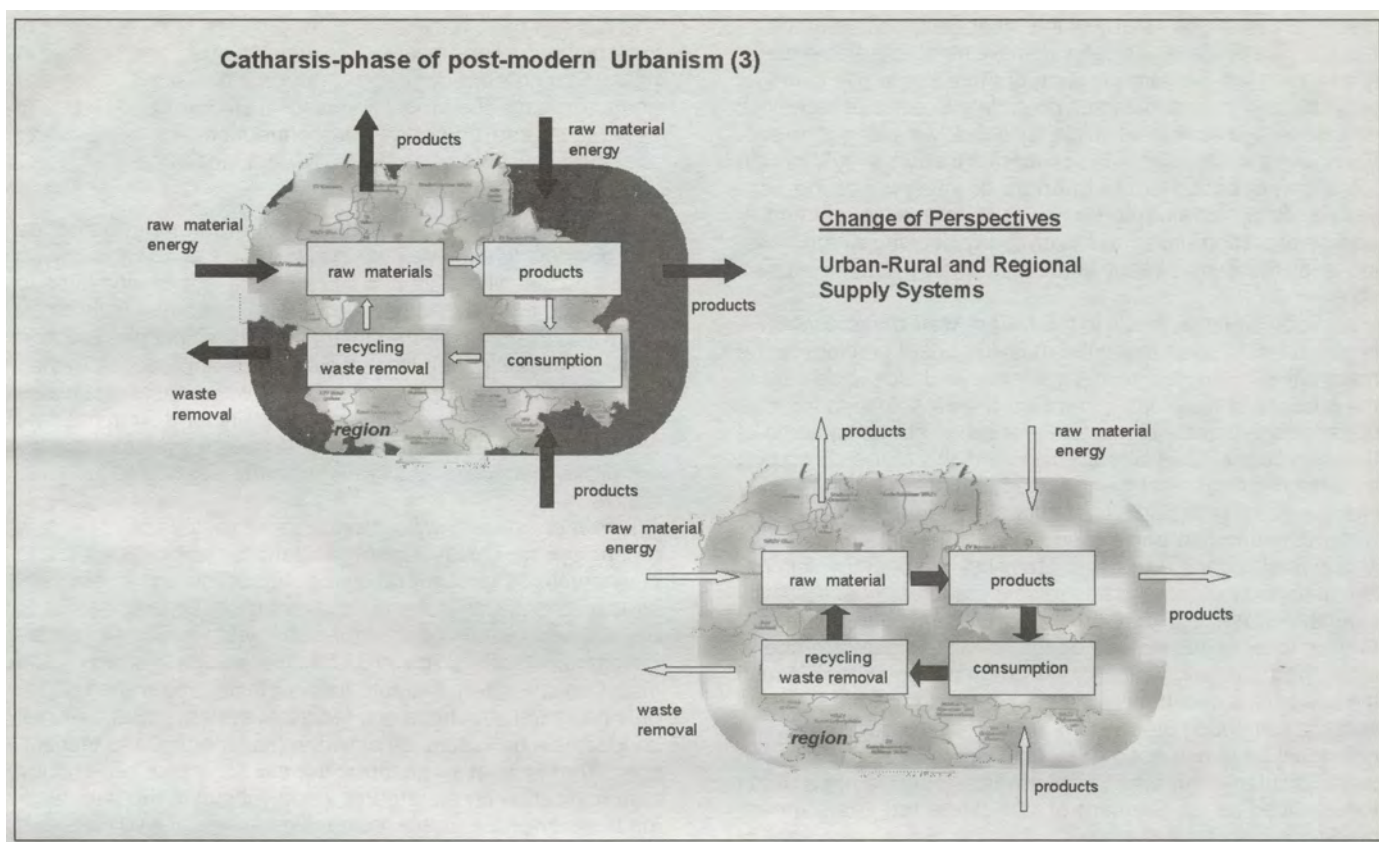 Catharsis-phase of post-modern Urbanism (3)
products
raw material
energy
raw material
energy
raw materials
products
products
recycling
waste removal
consumption
waste
removal
region
products
Change of Perspectives
Urban-Rural and Regional
Supply Systems
products
raw material
energy
raw material
energy
raw material
products
products
recycling
waste removal
consumption
waste
removal
region
products